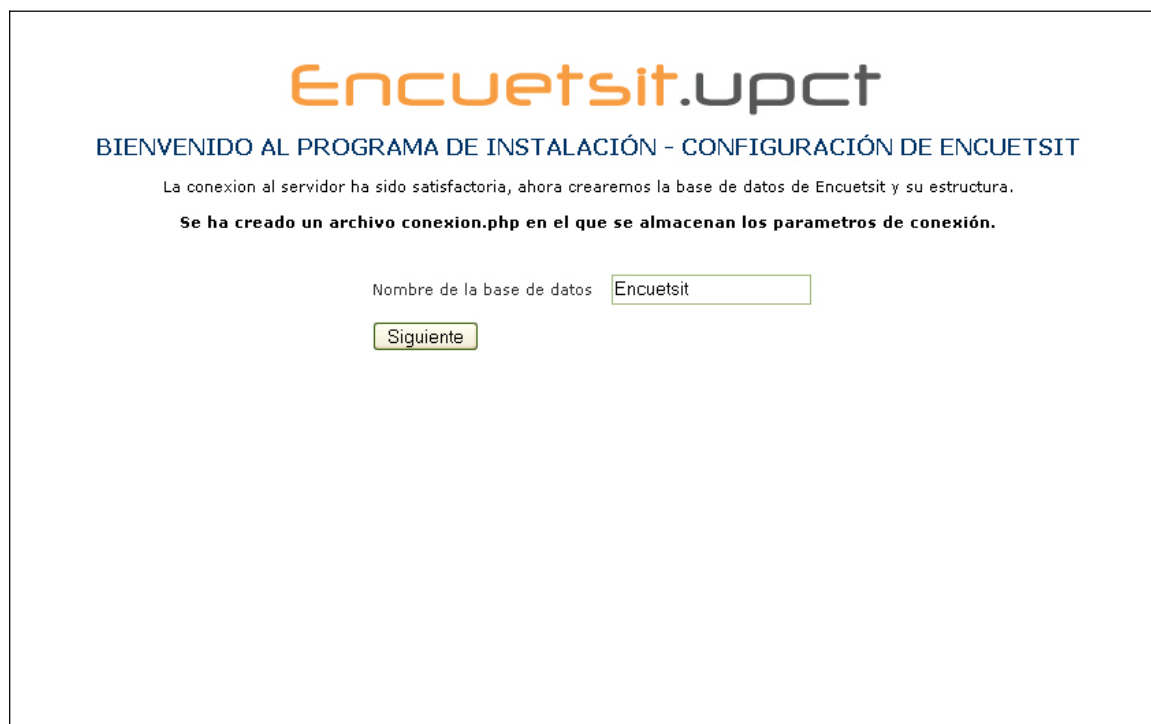 Encuetsit.upct
BIENVENIDO AL PROGRAMA DE INSTALACIÓN - CONFIGURACIÓN DE ENCUETSIT
La conexion al servidor ha sido satisfactoria, ahora crearemos la base de datos de Encuetsit y su estructura.
Se ha creado un archivo conexion.php en el que se almacenan los parametros de conexión.
Nombre de la base de datos Encuetsit
Siguiente